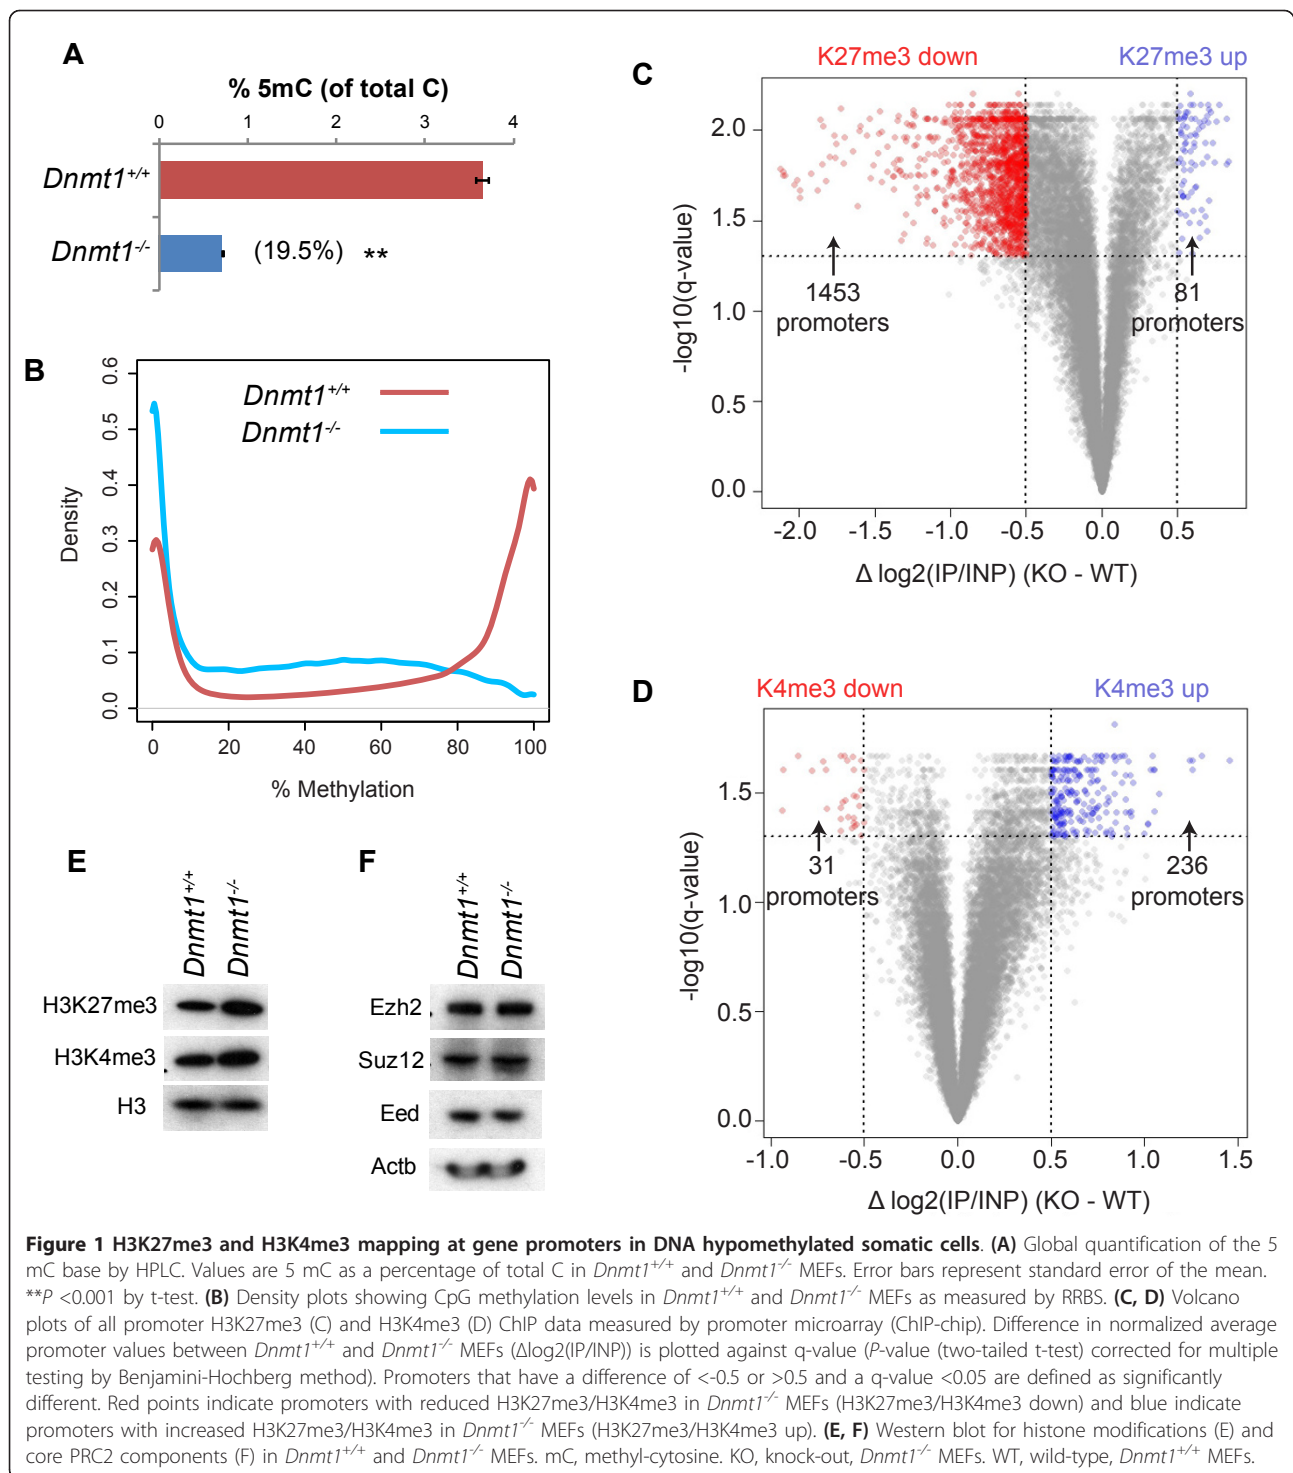 A
% 5mC (of total C)
0 1 2 3 4
Dnmt1+/+
Dnmt1-/- (19.5%) **
B
Density
0.0 0.1 0.2 0.3 0.4 0.5 0.6
Dnmt1+/+
Dnmt1-/-
0 20 40 60 80 100
% Methylation
C
K27me3 down K27me3 up
-log10(q-value)
2.0
1.5
1.0
0.5
0.0
1453
promoters
81
promoters
-2.0 -1.5 -1.0 -0.5 0.0 0.5
Δ log2(IP/INP) (KO - WT)
D
K4me3 down K4me3 up
-log10(q-value)
1.5
1.0
0.5
0.0
31
promoters
236
promoters
-1.0 -0.5 0.0 0.5 1.0 1.5
Δ log2(IP/INP) (KO - WT)
E
Dnmt1+/+
Dnmt1-/-
H3K27me3
H3K4me3
H3
F
Dnmt1+/+
Dnmt1-/-
Ezh2
Suz12
Eed
Actb
Figure 1 H3K27me3 and H3K4me3 mapping at gene promoters in DNA hypomethylated somatic cells. (A) Global quantification of the 5
mC base by HPLC. Values are 5 mC as a percentage of total C in Dnmt1+/+ and Dnmt1-/- MEFs. Error bars represent standard error of the mean.
**P <0.001 by t-test. (B) Density plots showing CpG methylation levels in Dnmt1+/+ and Dnmt1-/- MEFs as measured by RRBS. (C, D) Volcano
plots of all promoter H3K27me3 (C) and H3K4me3 (D) ChIP data measured by promoter microarray (ChIP-chip). Difference in normalized average
promoter values between Dnmt1+/+ and Dnmt1-/- MEFs (Δlog2(IP/INP)) is plotted against q-value (P-value (two-tailed t-test) corrected for multiple
testing by Benjamini-Hochberg method). Promoters that have a difference of <-0.5 or >0.5 and a q-value <0.05 are defined as significantly
different. Red points indicate promoters with reduced H3K27me3/H3K4me3 in Dnmt1-/- MEFs (H3K27me3/H3K4me3 down) and blue indicate
promoters with increased H3K27me3/H3K4me3 in Dnmt1-/- MEFs (H3K27me3/H3K4me3 up). (E, F) Western blot for histone modifications (E) and
core PRC2 components (F) in Dnmt1+/+ and Dnmt1-/- MEFs. mC, methyl-cytosine. KO, knock-out, Dnmt1-/- MEFs. WT, wild-type, Dnmt1+/+ MEFs.